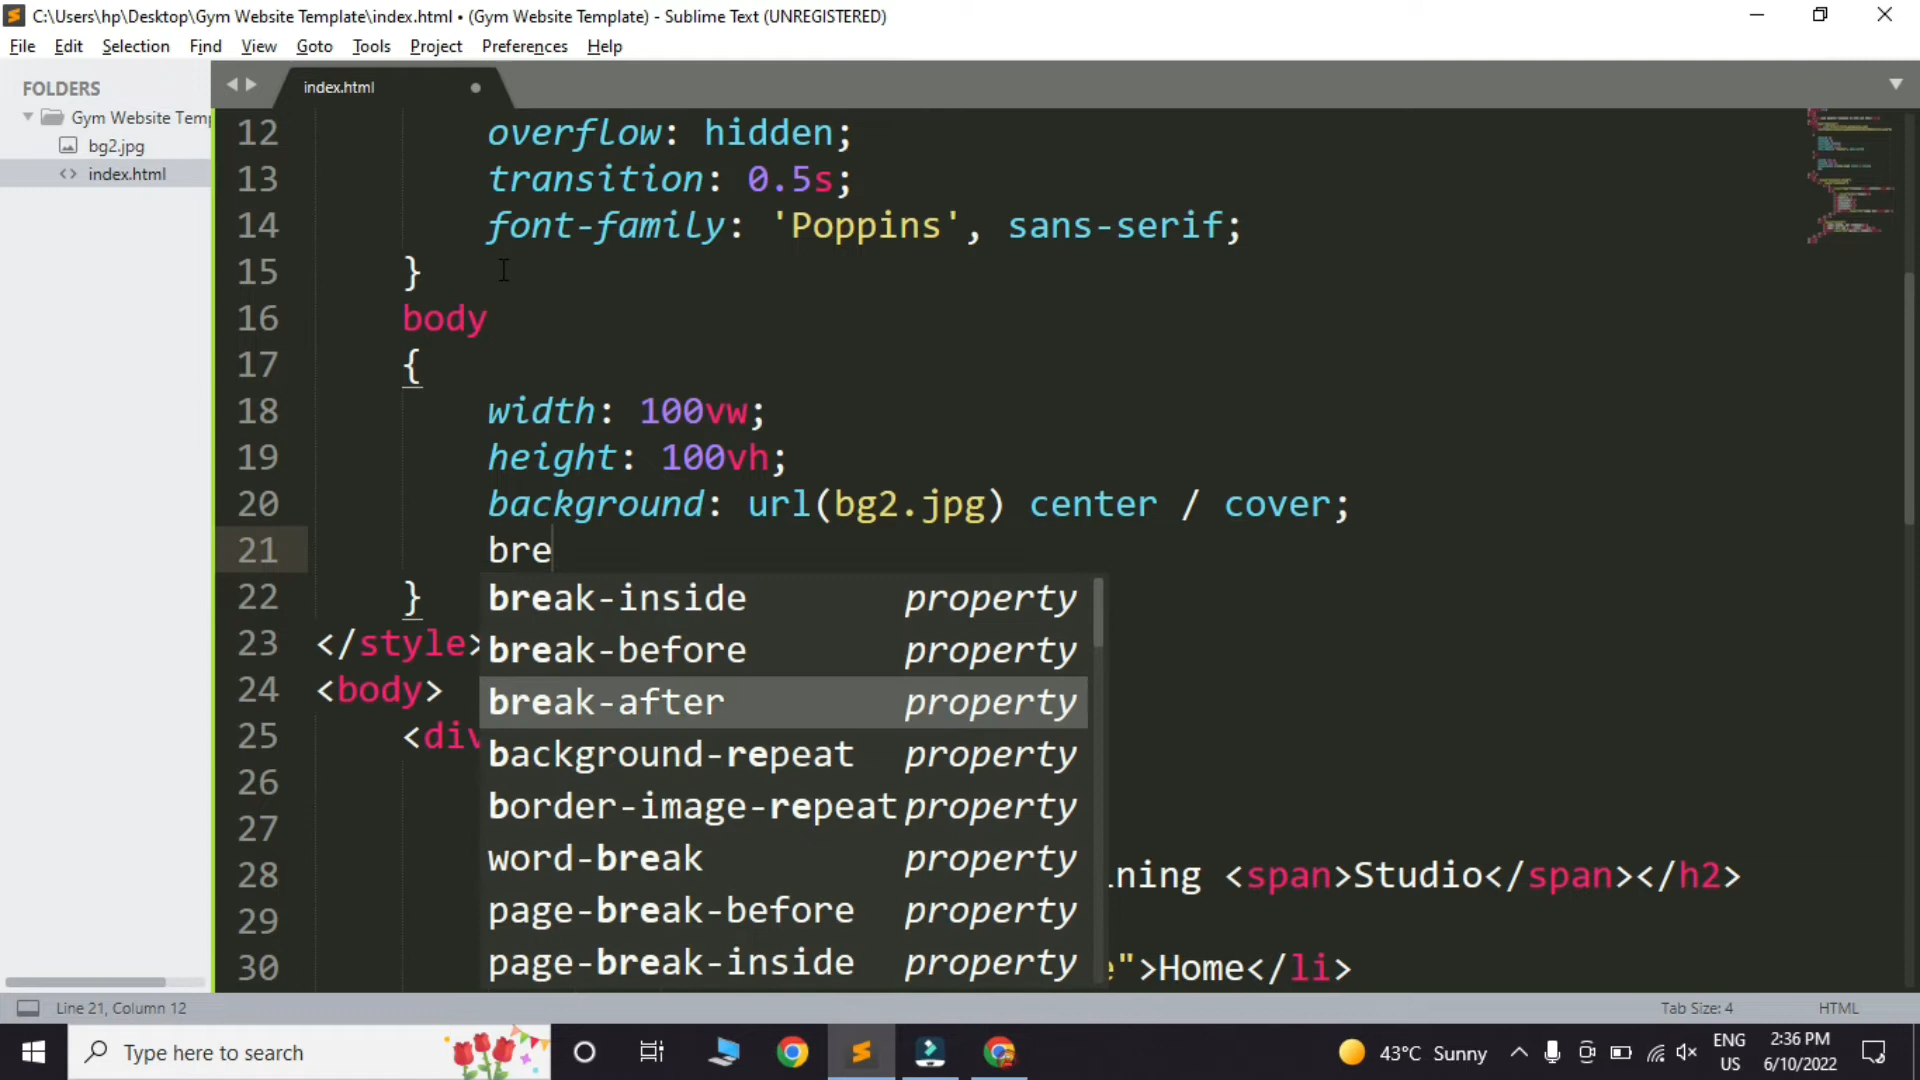 C:\Users\hp\Desktop\Gym Website Template\index.html • (Gym Website Template) - Sublime Text (UNREGISTERED)
File Edit Selection Find View Goto Tools Project Preferences Help
FOLDERS
Gym Website Temp
bg2.jpg
index.html
index.html
12 overflow: hidden;
13 transition: 0.5s;
14 font-family: 'Poppins', sans-serif;
15 }
16 body
17 {
18 width: 100vw;
19 height: 100vh;
20 background: url(bg2.jpg) center / cover;
21 bre
22 }
23 </style>
24 <body>
25 <div
26
27
28 ining <span>Studio</span></h2>
29
30 e">Home</li>
break-inside property
break-before property
break-after property
background-repeat property
border-image-repeat property
word-break property
page-break-before property
page-break-inside property
Line 21, Column 12
Tab Size: 4
HTML
Type here to search
43°C Sunny
ENG
US
2:36 PM
6/10/2022